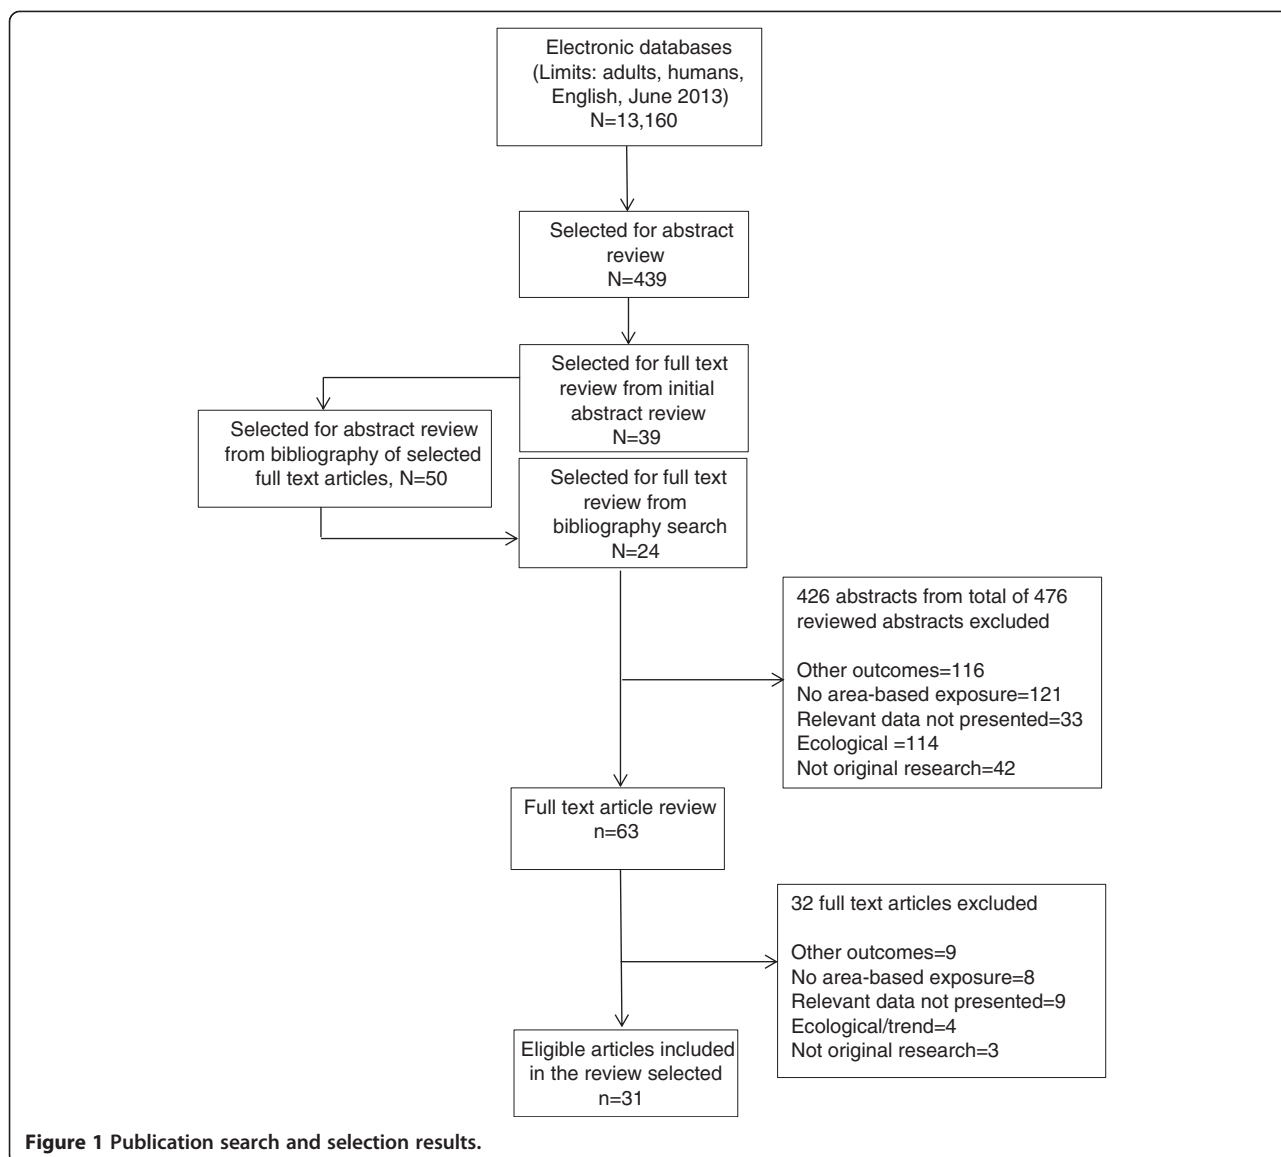 Electronic databases
(Limits: adults, humans,
English, June 2013)
N=13,160
Selected for abstract
review
N=439
Selected for full text
review from initial
abstract review
N=39
Selected for abstract review
from bibliography of selected
full text articles, N=50
Selected for full text
review from
bibliography search
N=24
426 abstracts from total of 476
reviewed abstracts excluded
Other outcomes=116
No area-based exposure=121
Relevant data not presented=33
Ecological =114
Not original research=42
Full text article review
n=63
32 full text articles excluded
Other outcomes=9
No area-based exposure=8
Relevant data not presented=9
Ecological/trend=4
Not original research=3
Eligible articles included
in the review selected
n=31
Figure 1 Publication search and selection results.